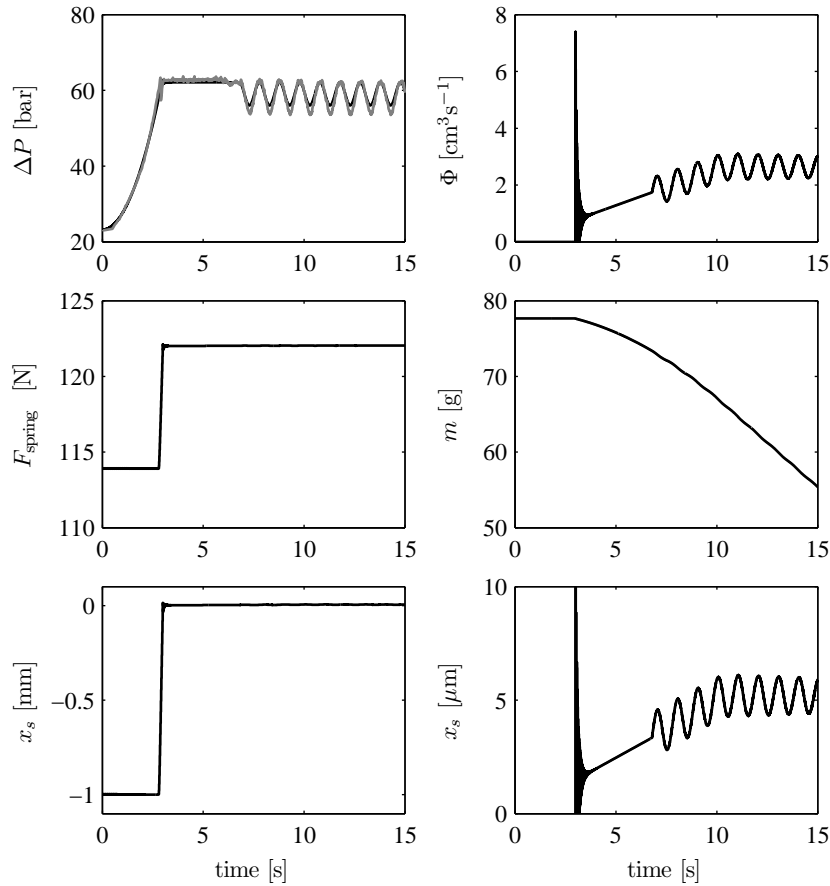 80
60
40
20
ΔP [bar]
0 5 10 15
8
6
4
2
0
Φ [cm³s⁻¹]
0 5 10 15
125
120
115
110
F_spring [N]
0 5 10 15
80
70
60
50
m [g]
0 5 10 15
0
−0.5
−1
x_s [mm]
0 5 10 15
time [s]
10
5
0
x_s [μm]
0 5 10 15
time [s]